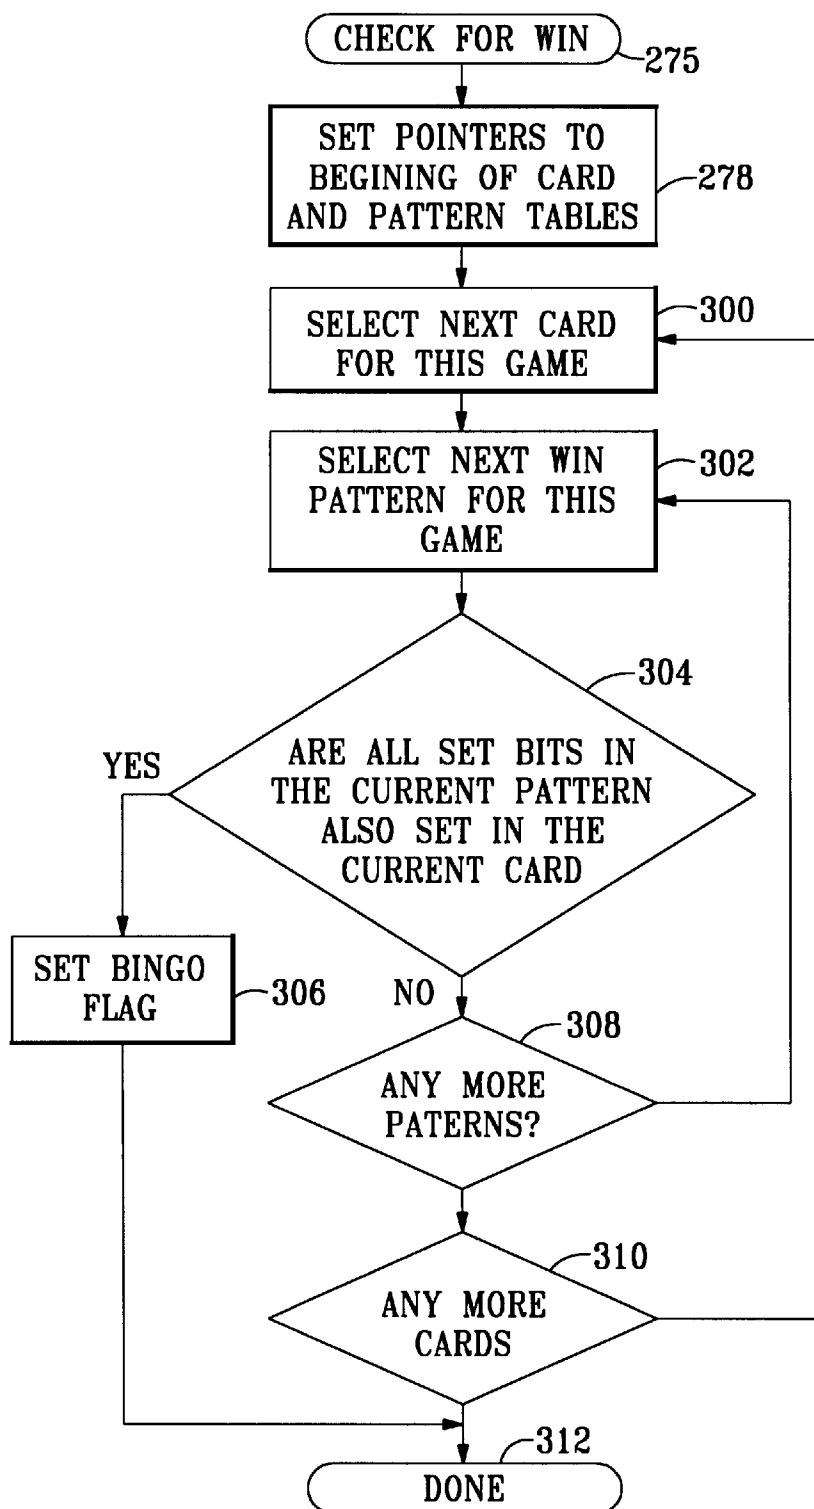 CHECK FOR WIN
275
SET POINTERS TO
BEGINING OF CARD
AND PATTERN TABLES
278
SELECT NEXT CARD
FOR THIS GAME
300
SELECT NEXT WIN
PATTERN FOR THIS
GAME
302
304
ARE ALL SET BITS IN
THE CURRENT PATTERN
ALSO SET IN THE
CURRENT CARD
YES
SET BINGO
FLAG
306
NO
308
ANY MORE
PATERNS?
310
ANY MORE
CARDS
312
DONE